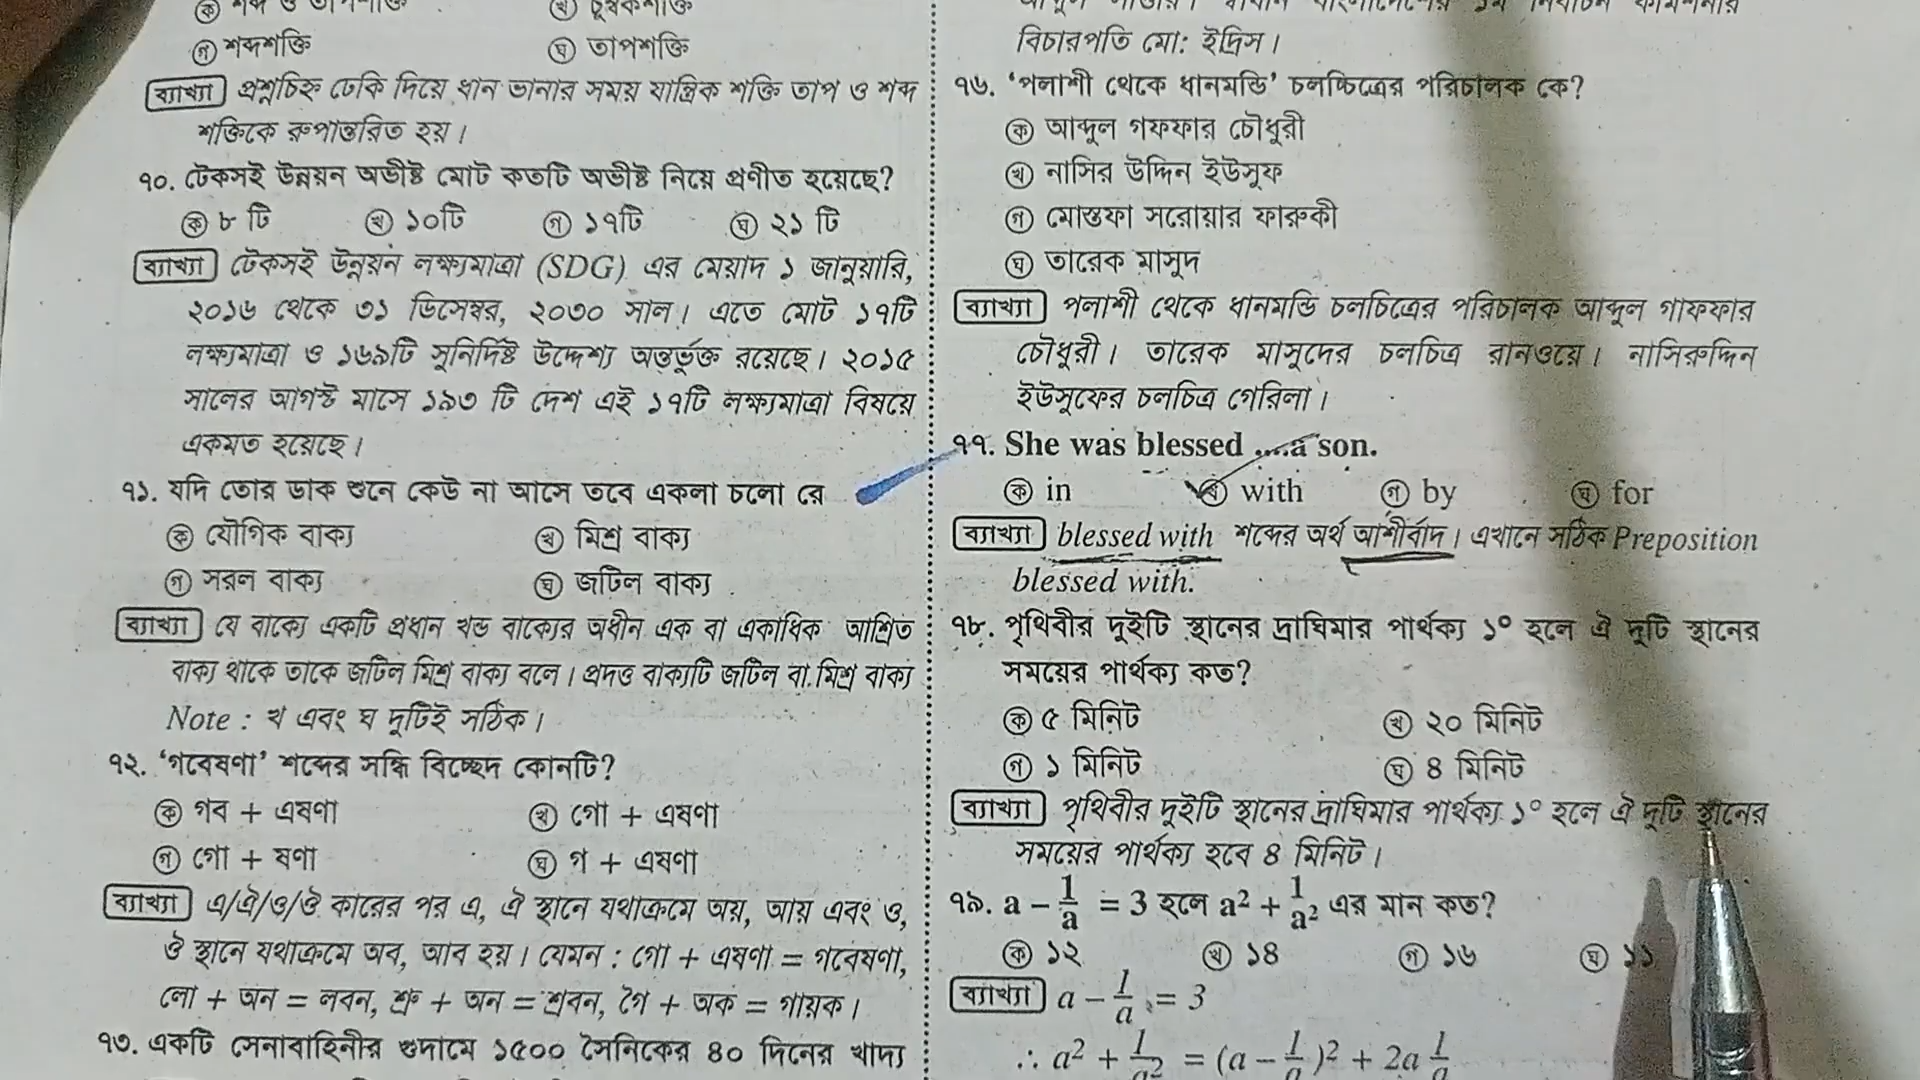 গ শব্দশক্তি ঘ তাপশক্তি
ব্যাখ্যা প্রশ্নচিহ্ন ঢেকি দিয়ে ধান ভানার সময় যান্ত্রিক শক্তি তাপ ও শব্দ
শক্তিকে রুপান্তরিত হয়।
৭০. টেকসই উন্নয়ন অভীষ্ট মোট কতটি অভীষ্ট নিয়ে প্রণীত হয়েছে?
ক ৮ টি খ ১০টি গ ১৭টি ঘ ২১ টি
ব্যাখ্যা টেকসই উন্নয়ন লক্ষ্যমাত্রা (SDG) এর মেয়াদ ১ জানুয়ারি,
২০১৬ থেকে ৩১ ডিসেম্বর, ২০৩০ সাল। এতে মোট ১৭টি
লক্ষ্যমাত্রা ও ১৬৯টি সুনির্দিষ্ট উদ্দেশ্য অন্তর্ভুক্ত রয়েছে। ২০১৫
সালের আগস্ট মাসে ১৯৩ টি দেশ এই ১৭টি লক্ষ্যমাত্রা বিষয়ে
একমত হয়েছে।
৭১. যদি তোর ডাক শুনে কেউ না আসে তবে একলা চলো রে
ক যৌগিক বাক্য খ মিশ্র বাক্য
গ সরল বাক্য ঘ জটিল বাক্য
ব্যাখ্যা যে বাক্যে একটি প্রধান খন্ড বাক্যের অধীন এক বা একাধিক আশ্রিত
বাক্য থাকে তাকে জটিল মিশ্র বাক্য বলে। প্রদত্ত বাক্যটি জটিল বা মিশ্র বাক্য
Note : খ এবং ঘ দুটিই সঠিক।
৭২. ‘গবেষণা’ শব্দের সন্ধি বিচ্ছেদ কোনটি?
ক গব + এষণা খ গো + এষণা
গ গো + ষণা ঘ গ + এষণা
ব্যাখ্যা এ/ঐ/ও/ঔ কারের পর এ, ঐ স্থানে যথাক্রমে অয়, আয় এবং ও,
ঔ স্থানে যথাক্রমে অব, আব হয়। যেমন : গো + এষণা = গবেষণা,
লো + অন = লবন, শ্রু + অন = শ্রবন, গৈ + অক = গায়ক।
৭৩. একটি সেনাবাহিনীর গুদামে ১৫০০ সৈনিকের ৪০ দিনের খাদ্য
বিচারপতি মো: ইদ্রিস।
৭৬. ‘পলাশী থেকে ধানমন্ডি’ চলচ্চিত্রের পরিচালক কে?
ক আব্দুল গফফার চৌধুরী
খ নাসির উদ্দিন ইউসুফ
গ মোস্তফা সরোয়ার ফারুকী
ঘ তারেক মাসুদ
ব্যাখ্যা পলাশী থেকে ধানমন্ডি চলচিত্রের পরিচালক আব্দুল গাফফার
চৌধুরী। তারেক মাসুদের চলচিত্র রানওয়ে। নাসিরুদ্দিন
ইউসুফের চলচিত্র গেরিলা।
৭৭. She was blessed ....a son.
ক in খ with গ by ঘ for
ব্যাখ্যা blessed with শব্দের অর্থ আশীর্বাদ। এখানে সঠিক Preposition
blessed with.
৭৮. পৃথিবীর দুইটি স্থানের দ্রাঘিমার পার্থক্য ১° হলে ঐ দুটি স্থানের
সময়ের পার্থক্য কত?
ক ৫ মিনিট খ ২০ মিনিট
গ ১ মিনিট ঘ ৪ মিনিট
ব্যাখ্যা পৃথিবীর দুইটি স্থানের দ্রাঘিমার পার্থক্য ১° হলে ঐ দুটি স্থানের
সময়ের পার্থক্য হবে ৪ মিনিট।
৭৯. a − 1/a = 3 হলে a² + 1/a² এর মান কত?
ক ১২ খ ১৪ গ ১৬ ঘ ১১
ব্যাখ্যা a − 1/a = 3
∴ a² + 1/a² = (a − 1/a)² + 2a 1/a